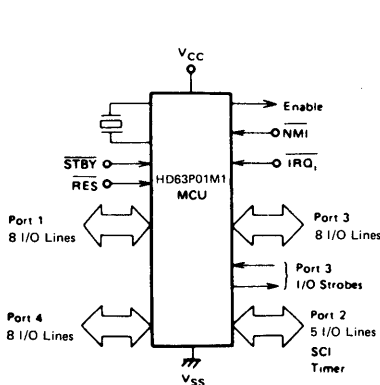 VCC
Enable
NMI
STBY
IRQ1
RES
HD63P01M1
MCU
Port 1
8 I/O Lines
Port 3
8 I/O Lines
Port 3
I/O Strobes
Port 4
8 I/O Lines
Port 2
5 I/O Lines
SCI
Timer
VSS